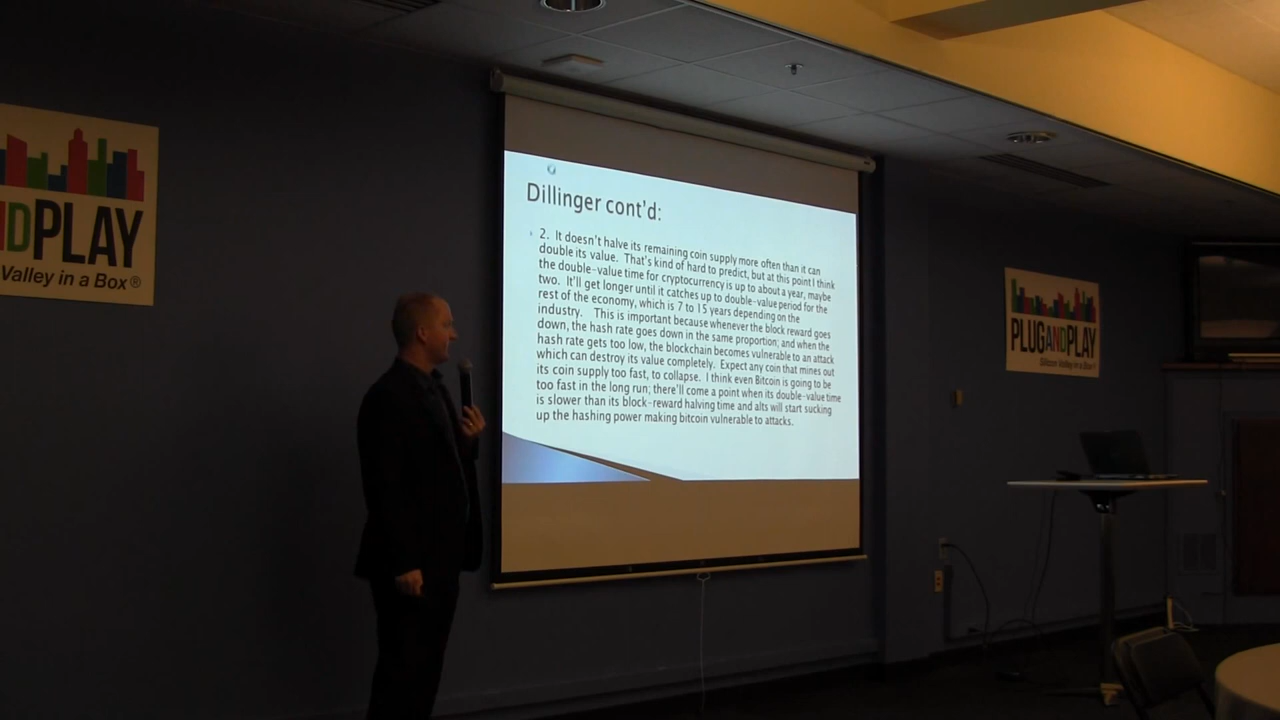 NDPLAY
Valley in a Box®
Dillinger cont'd:
2. It doesn't halve its remaining coin supply more often than it can
double its value. That's kind of hard to predict, but at this point I think
the double-value time for cryptocurrency is up to about a year, maybe
two. It'll get longer until it catches up to double-value period for the
rest of the economy, which is 7 to 15 years depending on the
industry. This is important because whenever the block reward goes
down, the hash rate goes down in the same proportion; and when the
hash rate gets too low, the blockchain becomes vulnerable to an attack
which can destroy its value completely. Expect any coin that mines out
its coin supply too fast, to collapse. I think even Bitcoin is going to be
too fast in the long run; there'll come a point when its double-value time
is slower than its block-reward halving time and alts will start sucking
up the hashing power making bitcoin vulnerable to attacks.
PLUGANDPLAY
Silicon Valley in a Box®